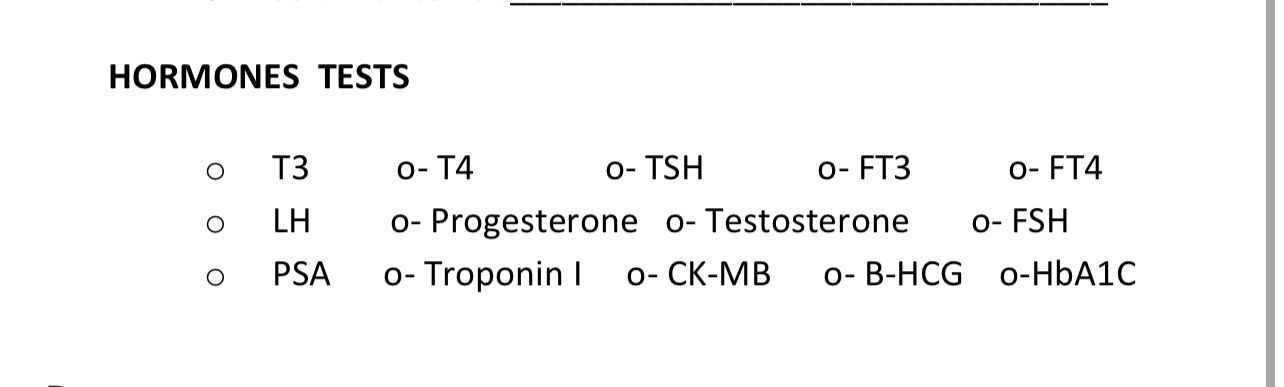 HORMONES TESTS
○ T3 o- T4 o- TSH o- FT3 o- FT4
○ LH o- Progesterone o- Testosterone o- FSH
○ PSA o- Troponin I o- CK-MB o- B-HCG o-HbA1C